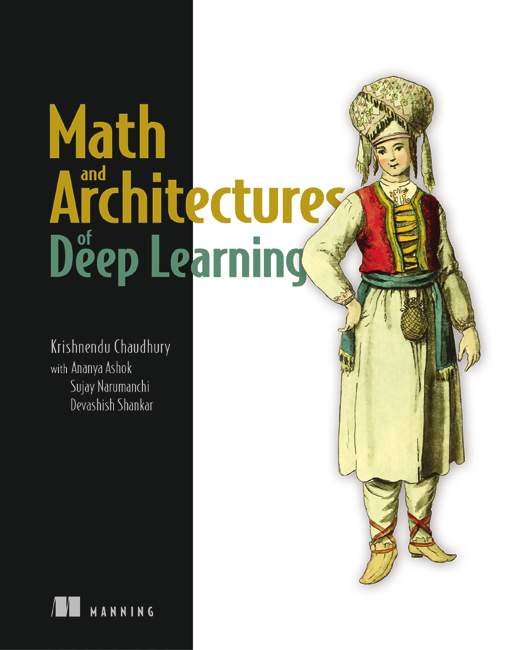 Math
and
Architectures
of
Deep Learning
Krishnendu Chaudhury
with Ananya Ashok
Sujay Narumanchi
Devashish Shankar
MANNING